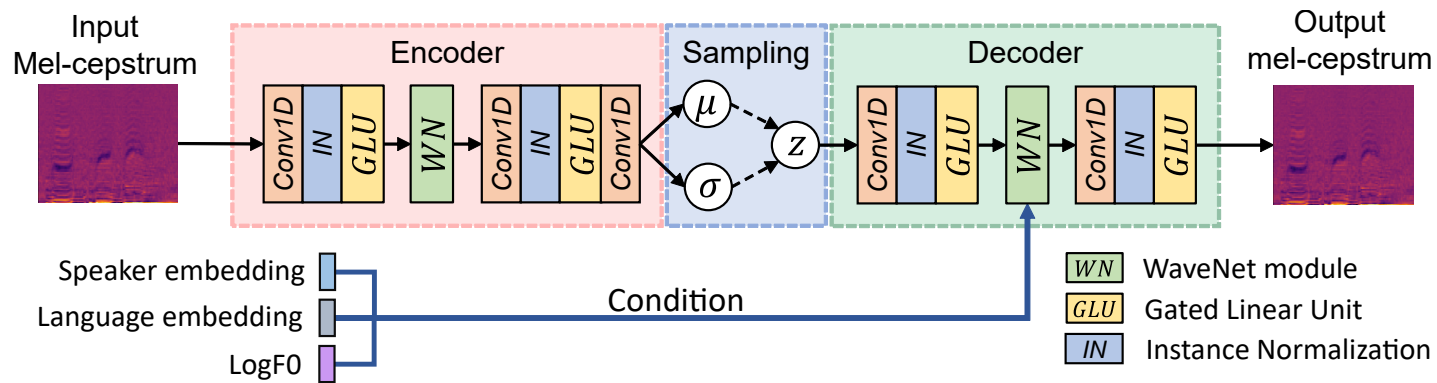 Input
Mel-cepstrum
Encoder
Sampling
Decoder
Output
mel-cepstrum
Conv1D
IN
GLU
WN
Conv1D
IN
GLU
Conv1D
μ
σ
z
Conv1D
IN
GLU
WN
Conv1D
IN
GLU
Speaker embedding
Language embedding
LogF0
Condition
WN WaveNet module
GLU Gated Linear Unit
IN Instance Normalization